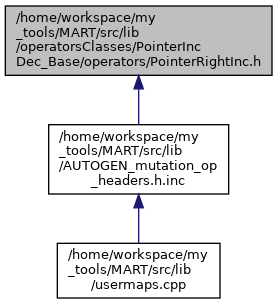 /home/workspace/my
_tools/MART/src/lib
/operatorsClasses/PointerInc
Dec_Base/operators/PointerRightInc.h
/home/workspace/my
_tools/MART/src/lib
/AUTOGEN_mutation_op
_headers.h.inc
/home/workspace/my
_tools/MART/src/lib
/usermaps.cpp